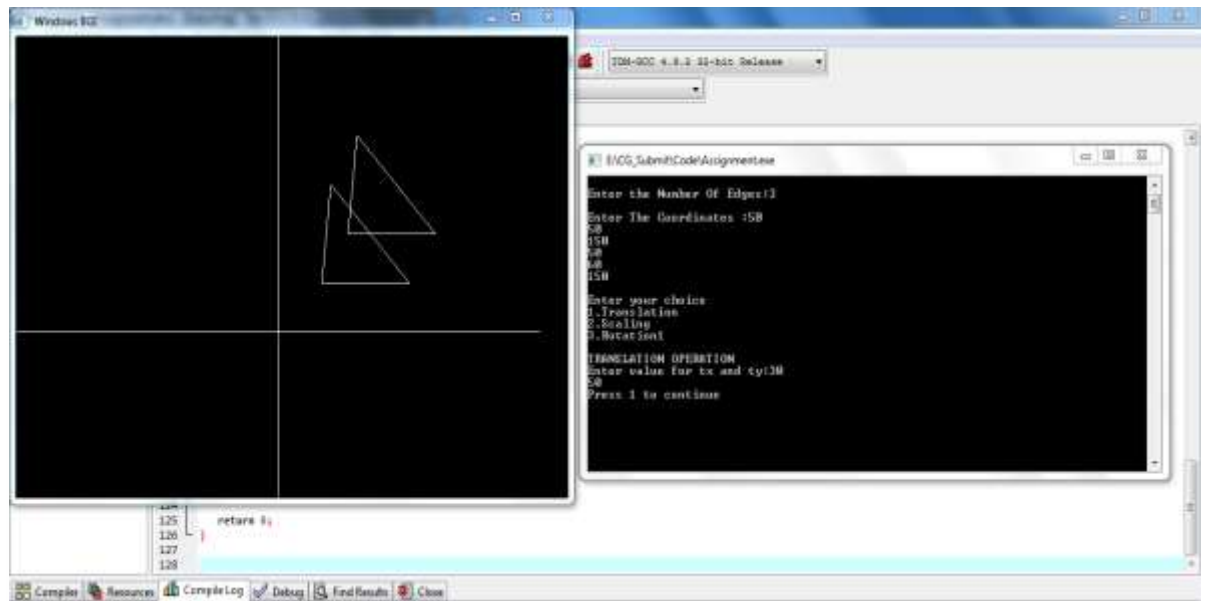 Windows BGI
TDM-GCC 4.8.1 32-bit Release
E:\CG_Submit\Code\Assignment.exe
Enter the Number Of Edges:3
Enter The Coordinates :50
50
150
50
60
150
Enter your choice
1.Translation
2.Scaling
3.Rotation1
TRANSLATION OPERATION
Enter value for tx and ty:30
50
Press 1 to continue
125 return 0;
126 }
127
128
Compiler Resources Compile Log Debug Find Results Close